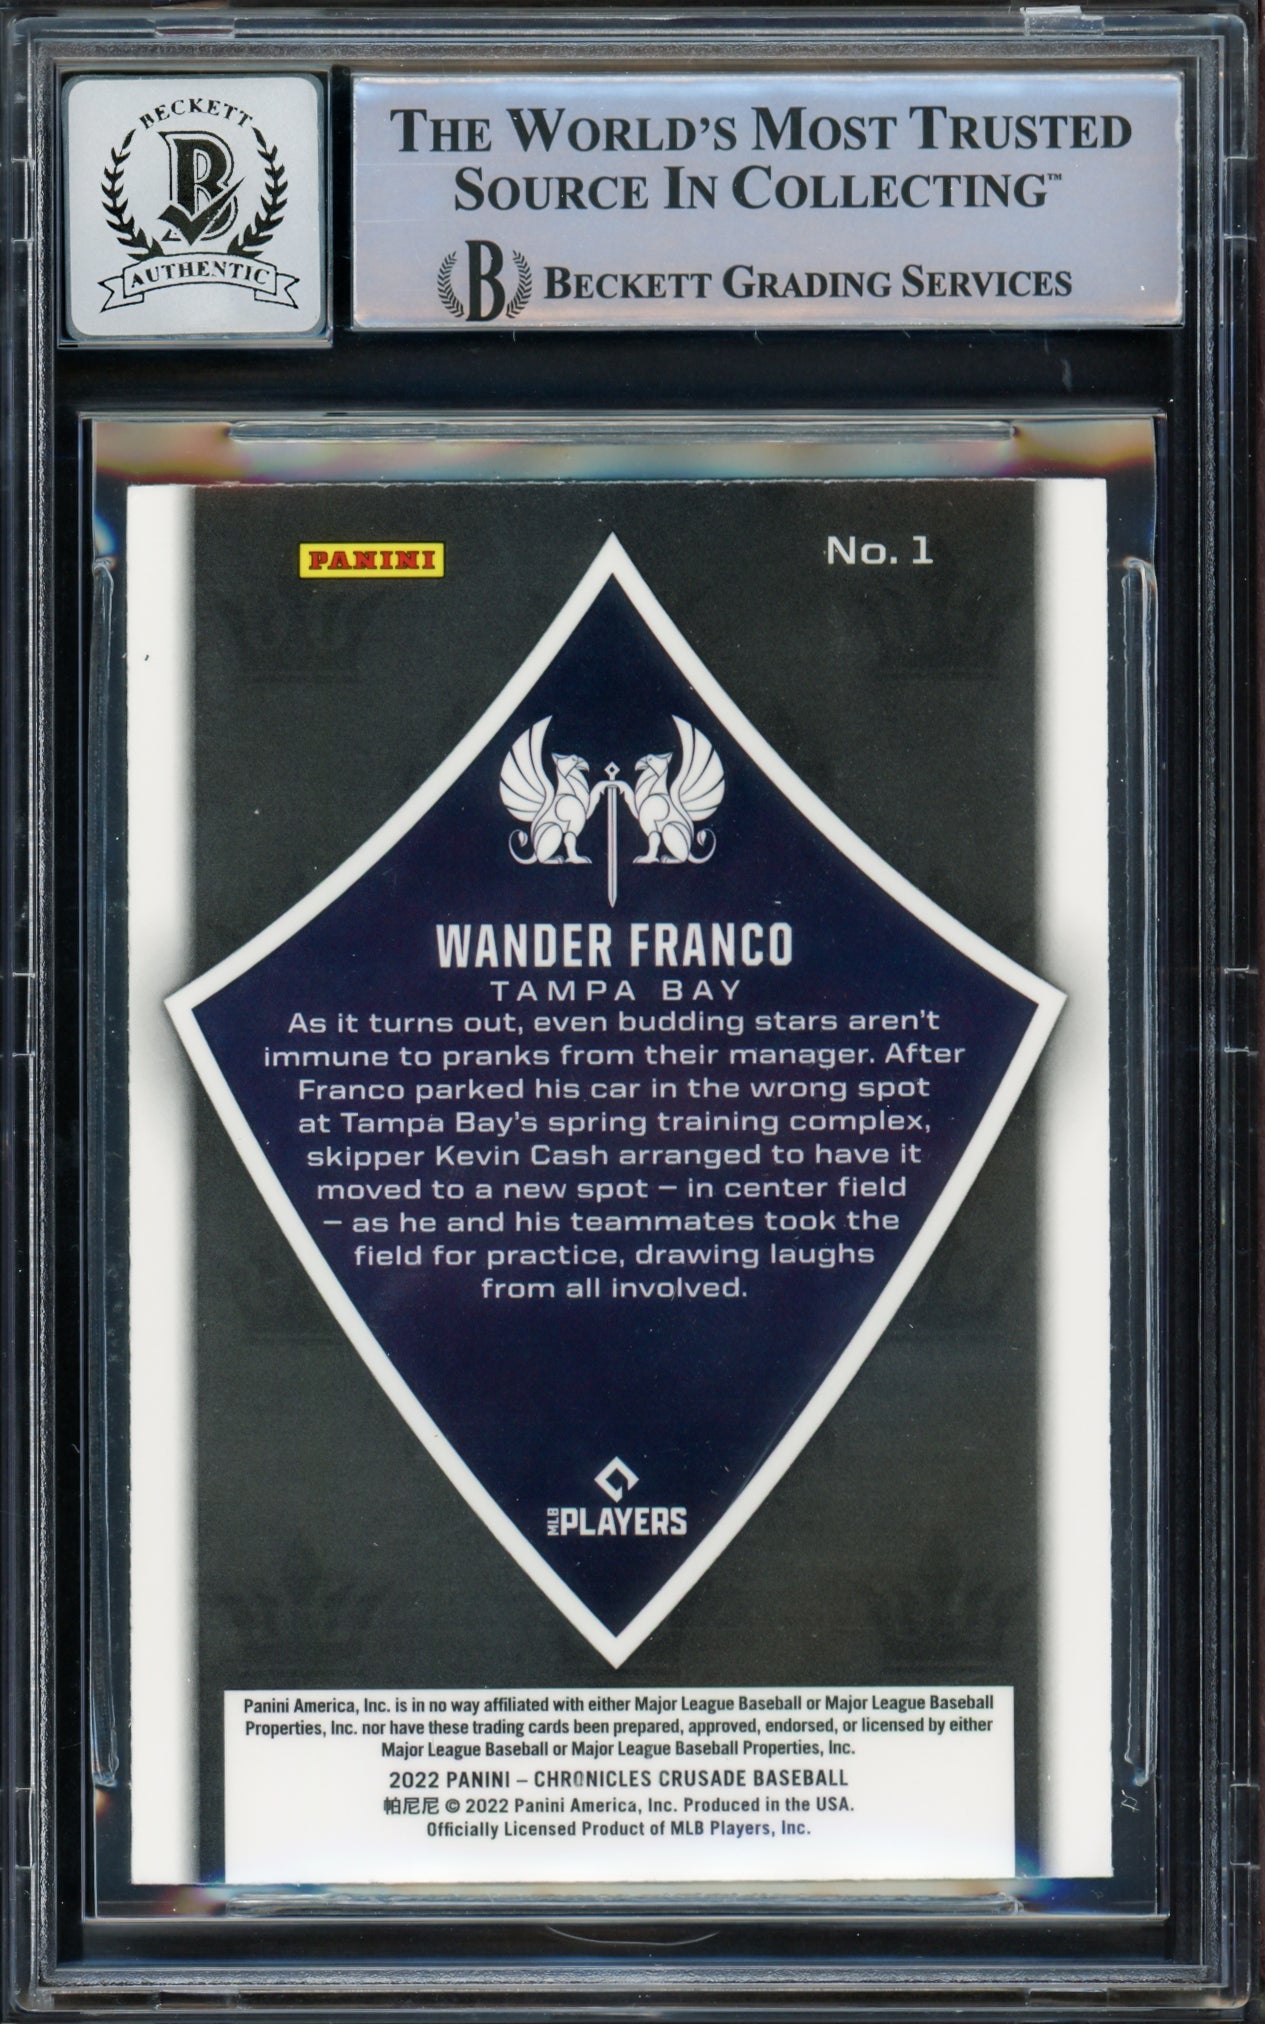 BECKETT
B
AUTHENTIC
THE WORLD'S MOST TRUSTED
SOURCE IN COLLECTING™
B BECKETT GRADING SERVICES
PANINI
No. 1
WANDER FRANCO
TAMPA BAY
As it turns out, even budding stars aren't
immune to pranks from their manager. After
Franco parked his car in the wrong spot
at Tampa Bay's spring training complex,
skipper Kevin Cash arranged to have it
moved to a new spot – in center field
– as he and his teammates took the
field for practice, drawing laughs
from all involved.
MLB PLAYERS
Panini America, Inc. is in no way affiliated with either Major League Baseball or Major League Baseball
Properties, Inc. nor have these trading cards been prepared, approved, endorsed, or licensed by either
Major League Baseball or Major League Baseball Properties, Inc.
2022 PANINI – CHRONICLES CRUSADE BASEBALL
帕尼尼 © 2022 Panini America, Inc. Produced in the USA.
Officially Licensed Product of MLB Players, Inc.